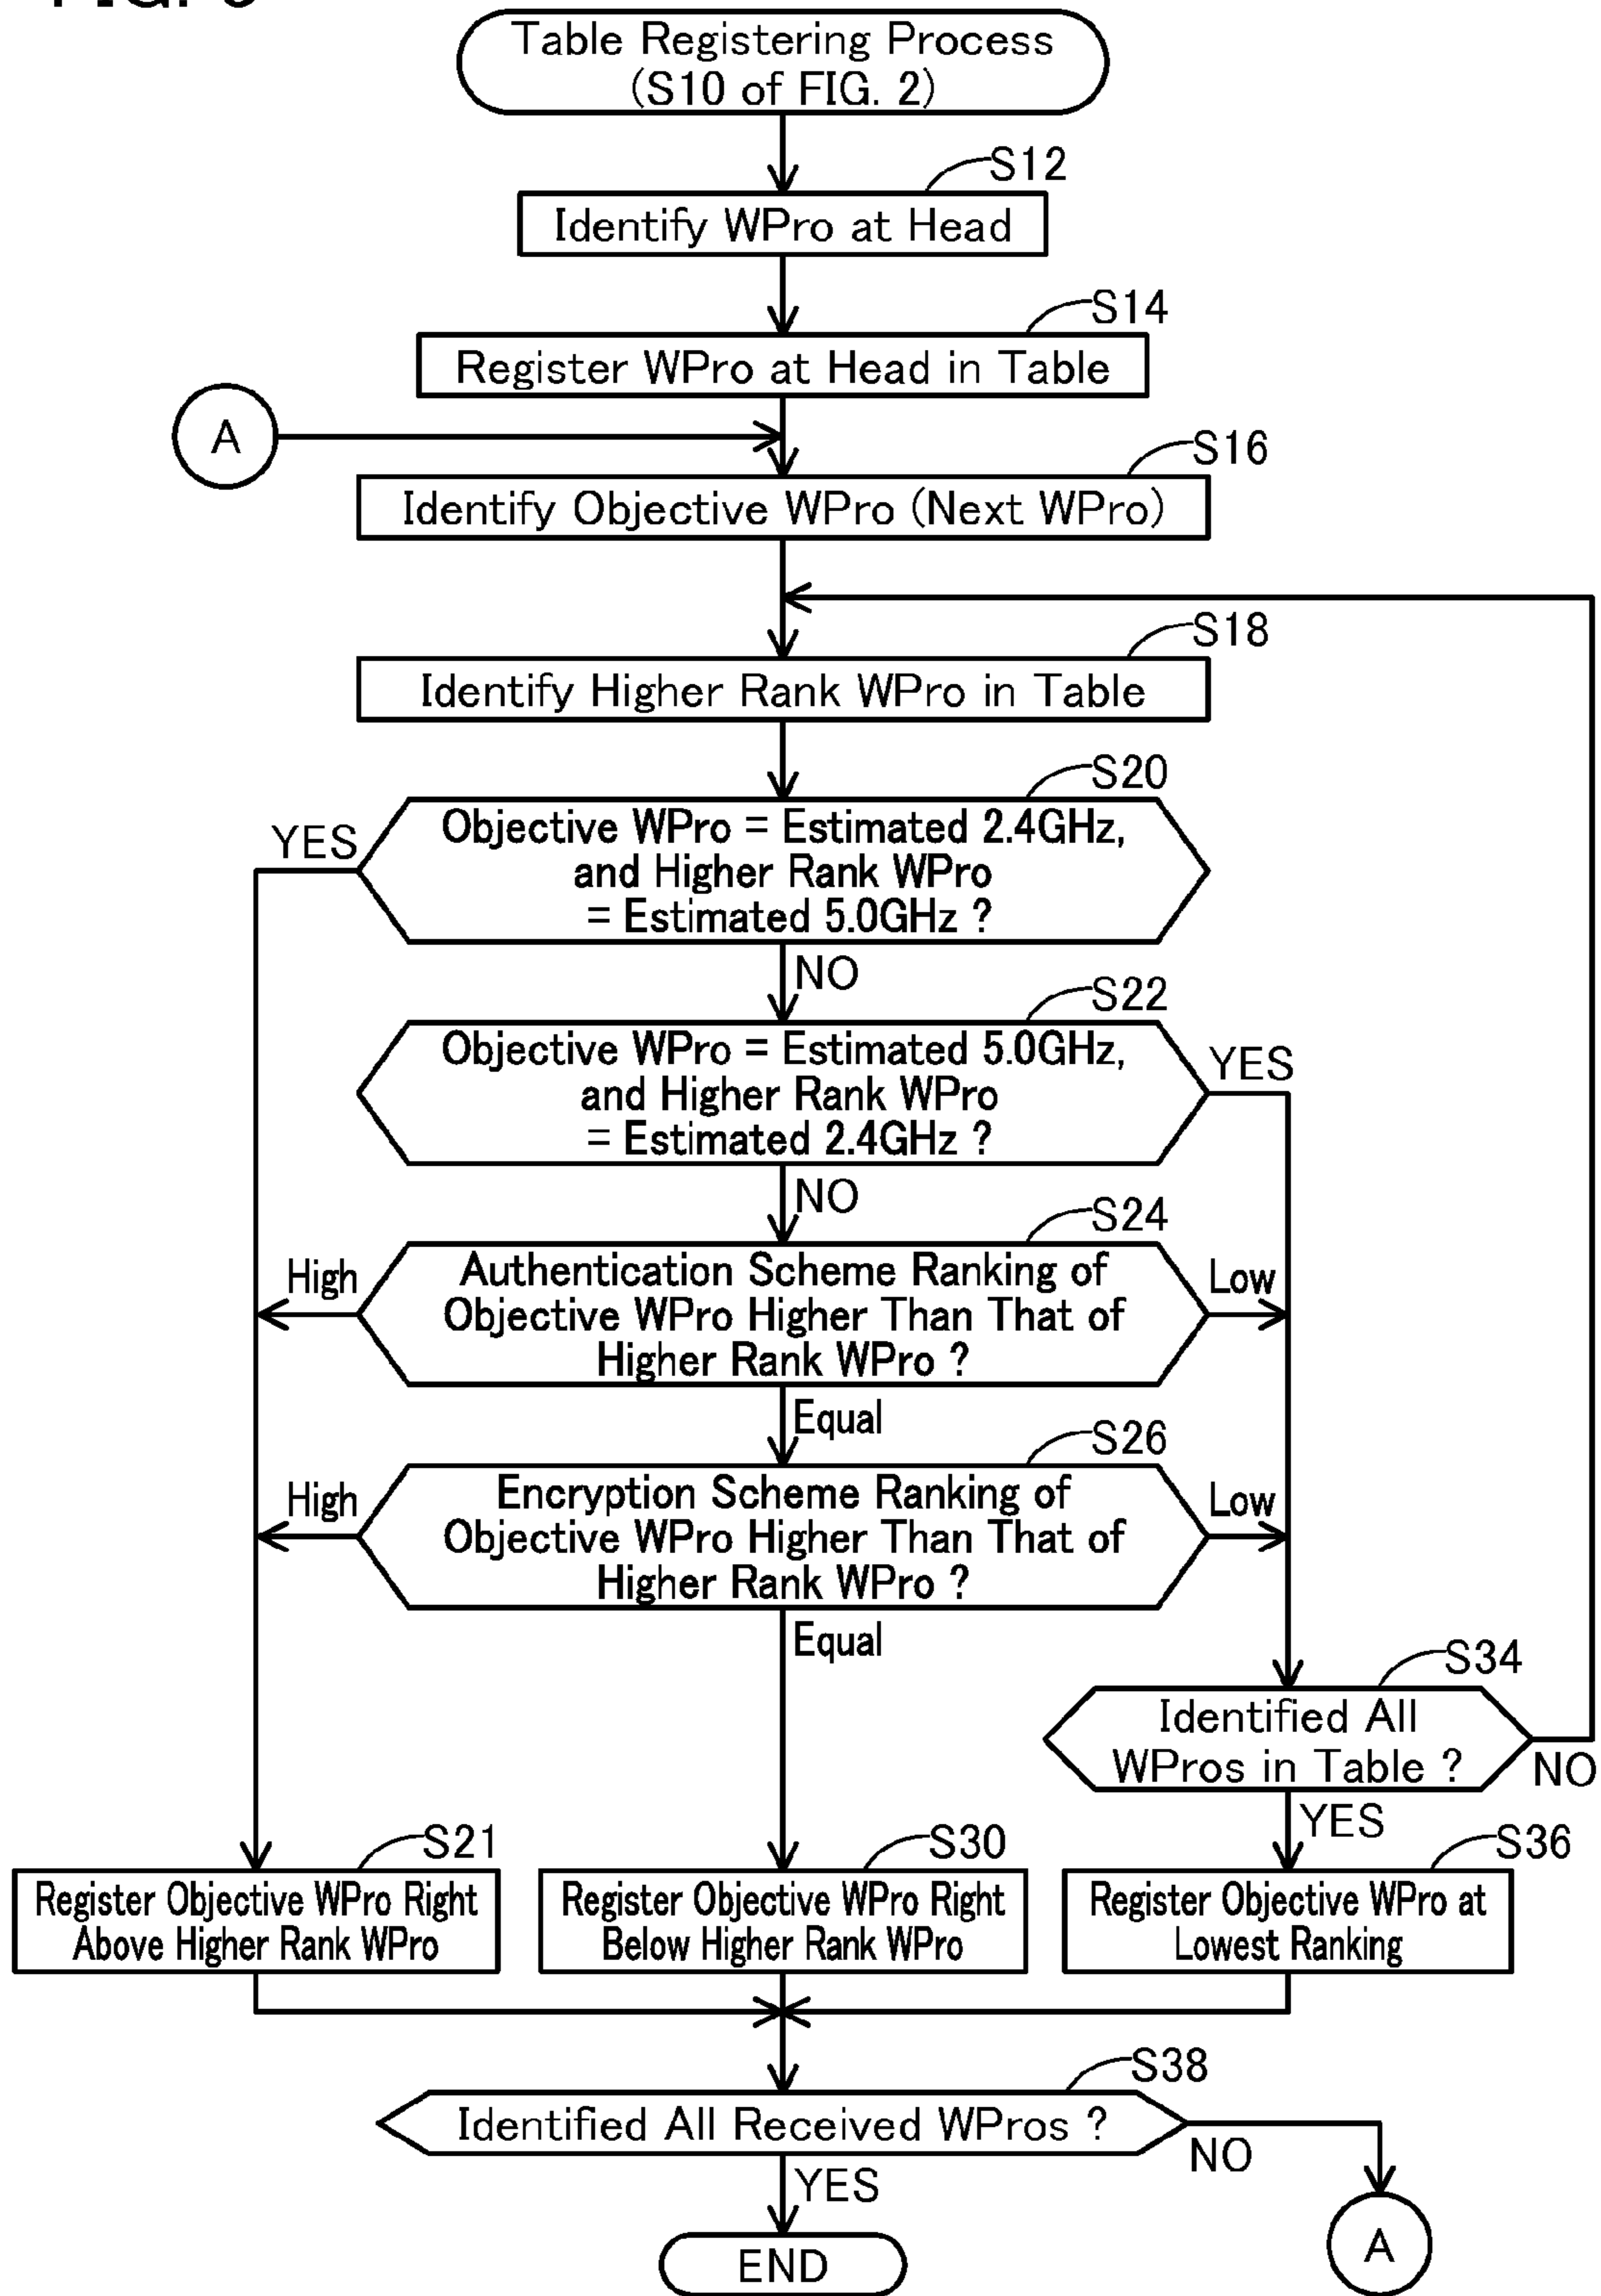 Table Registering Process
(S10 of FIG. 2)
S12
Identify WPro at Head
S14
Register WPro at Head in Table
A
S16
Identify Objective WPro (Next WPro)
S18
Identify Higher Rank WPro in Table
S20
YES
Objective WPro = Estimated 2.4GHz,
and Higher Rank WPro
= Estimated 5.0GHz ?
NO
S22
Objective WPro = Estimated 5.0GHz,
and Higher Rank WPro
= Estimated 2.4GHz ?
YES
NO
S24
High
Authentication Scheme Ranking of
Objective WPro Higher Than That of
Higher Rank WPro ?
Low
Equal
S26
High
Encryption Scheme Ranking of
Objective WPro Higher Than That of
Higher Rank WPro ?
Low
Equal
S34
Identified All
WPros in Table ?
NO
YES
S21
Register Objective WPro Right
Above Higher Rank WPro
S30
Register Objective WPro Right
Below Higher Rank WPro
S36
Register Objective WPro at
Lowest Ranking
S38
Identified All Received WPros ?
NO
YES
END
A